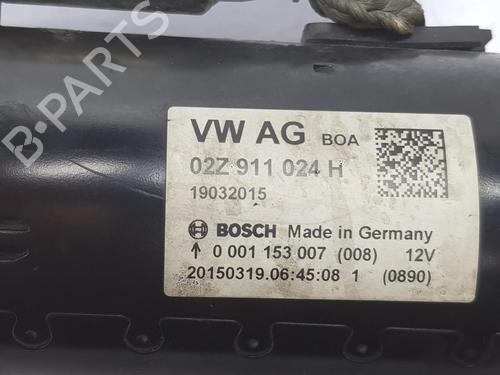 B-PARTS
VW AG BOA
02Z 911 024 H
19032015
BOSCH Made in Germany
↑ 0 001 153 007 (008) 12V
20150319.06:45:08 1 (0890)